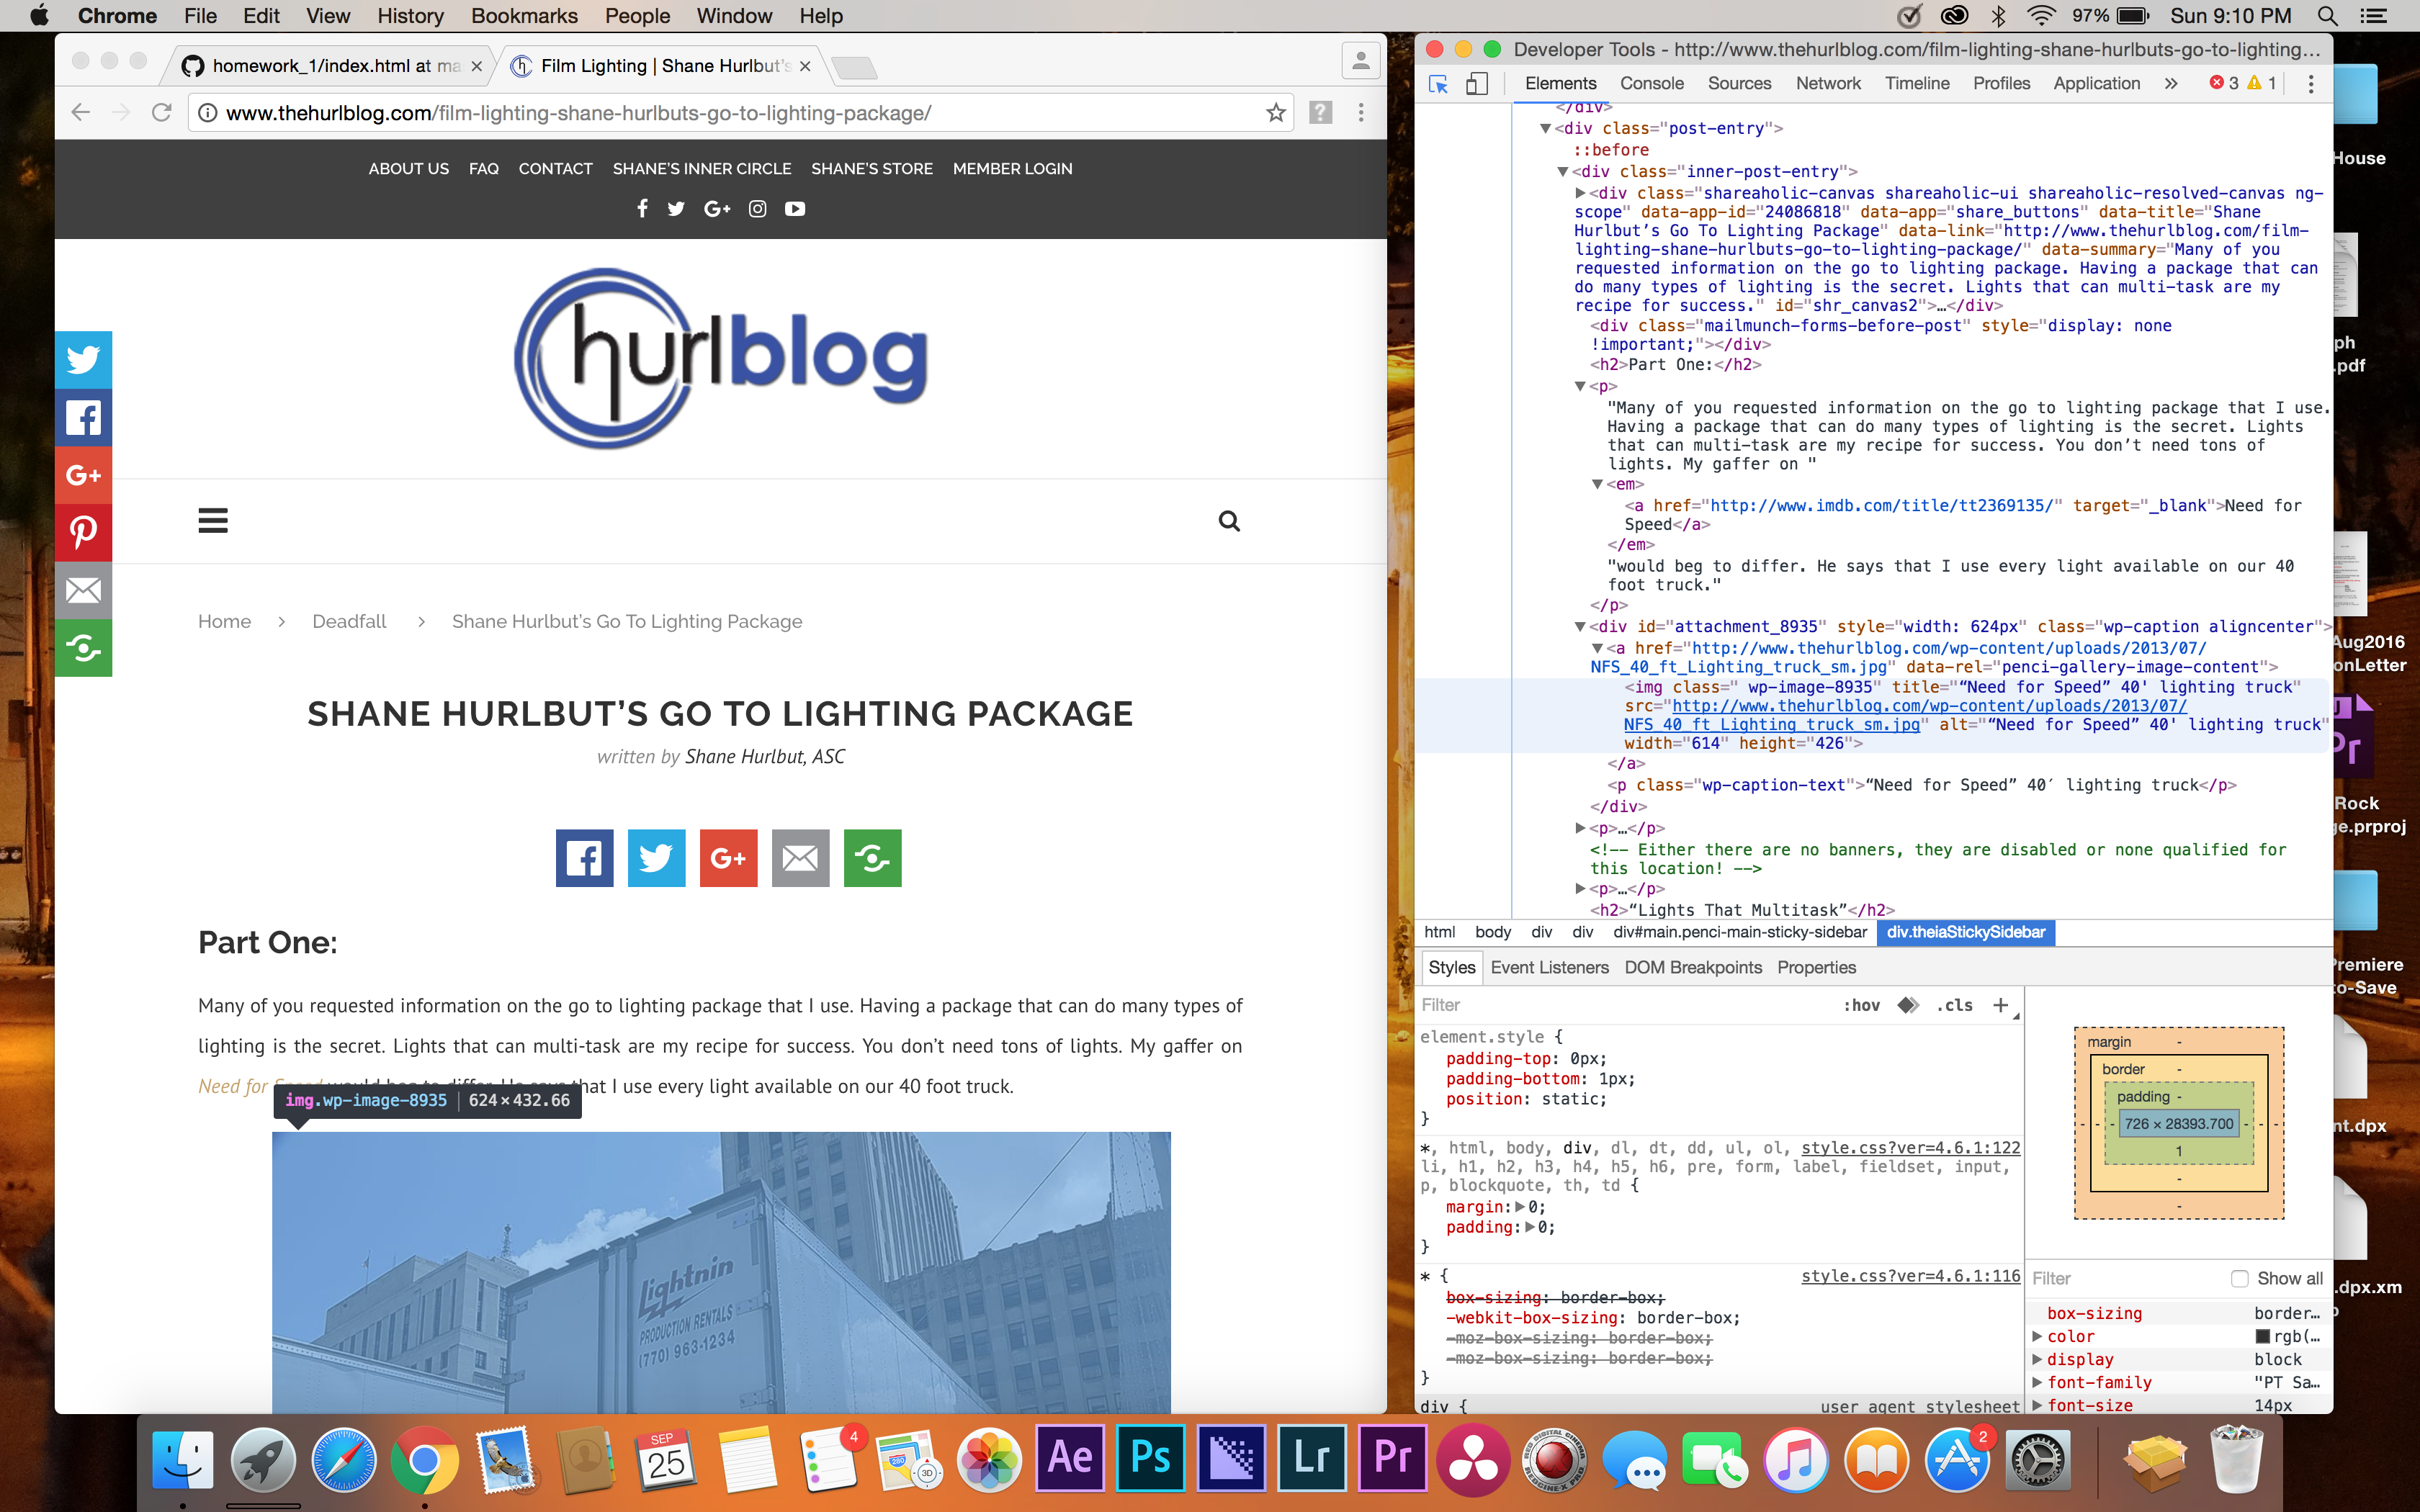 Chrome File Edit View History Bookmarks People Window Help
97% Sun 9:10 PM
homework_1/index.html at ma
Film Lighting | Shane Hurlbut's
www.thehurlblog.com/film-lighting-shane-hurlbuts-go-to-lighting-package/
ABOUT US FAQ CONTACT SHANE'S INNER CIRCLE SHANE'S STORE MEMBER LOGIN
hurlblog
Home > Deadfall > Shane Hurlbut's Go To Lighting Package
SHANE HURLBUT'S GO TO LIGHTING PACKAGE
written by Shane Hurlbut, ASC
Part One:
Many of you requested information on the go to lighting package that I use. Having a package that can do many types of
lighting is the secret. Lights that can multi-task are my recipe for success. You don't need tons of lights. My gaffer on
Need for Speed would beg to differ. He says that I use every light available on our 40 foot truck.
img.wp-image-8935 | 624 × 432.66
Lightnin
PRODUCTION RENTALS
(770) 963-1234
Developer Tools - http://www.thehurlblog.com/film-lighting-shane-hurlbuts-go-to-lighting...
Elements Console Sources Network Timeline Profiles Application » 3 1
</div>
▼<div class="post-entry">
::before
▼<div class="inner-post-entry">
▶<div class="shareaholic-canvas shareaholic-ui shareaholic-resolved-canvas ng-
scope" data-app-id="24086818" data-app="share_buttons" data-title="Shane
Hurlbut's Go To Lighting Package" data-link="http://www.thehurlblog.com/film-
lighting-shane-hurlbuts-go-to-lighting-package/" data-summary="Many of you
requested information on the go to lighting package. Having a package that can
do many types of lighting is the secret. Lights that can multi-task are my
recipe for success." id="shr_canvas2">…</div>
<div class="mailmunch-forms-before-post" style="display: none
!important;"></div>
<h2>Part One:</h2>
▼<p>
"Many of you requested information on the go to lighting package that I use.
Having a package that can do many types of lighting is the secret. Lights
that can multi-task are my recipe for success. You don't need tons of
lights. My gaffer on "
▼<em>
<a href="http://www.imdb.com/title/tt2369135/" target="_blank">Need for
Speed</a>
</em>
"would beg to differ. He says that I use every light available on our 40
foot truck."
</p>
▼<div id="attachment_8935" style="width: 624px" class="wp-caption aligncenter">
▼<a href="http://www.thehurlblog.com/wp-content/uploads/2013/07/
NFS_40_ft_Lighting_truck_sm.jpg" data-rel="penci-gallery-image-content">
<img class=" wp-image-8935" title="“Need for Speed” 40' lighting truck"
src="http://www.thehurlblog.com/wp-content/uploads/2013/07/
NFS_40_ft_Lighting_truck_sm.jpg" alt="“Need for Speed” 40' lighting truck"
width="614" height="426">
</a>
<p class="wp-caption-text">“Need for Speed” 40′ lighting truck</p>
</div>
▶<p>…</p>
<!-- Either there are no banners, they are disabled or none qualified for
this location! -->
▶<p>…</p>
<h2>“Lights That Multitask”</h2>
html body div div div#main.penci-main-sticky-sidebar div.theiaStickySidebar
Styles Event Listeners DOM Breakpoints Properties
Filter :hov .cls +
element.style {
padding-top: 0px;
padding-bottom: 1px;
position: static;
}
*, html, body, div, dl, dt, dd, ul, ol, style.css?ver=4.6.1:122
li, h1, h2, h3, h4, h5, h6, pre, form, label, fieldset, input,
p, blockquote, th, td {
margin:▶0;
padding:▶0;
}
* { style.css?ver=4.6.1:116
box-sizing: border-box;
-webkit-box-sizing: border-box;
-moz-box-sizing: border-box;
-moz-box-sizing: border-box;
}
div { user agent stylesheet
margin -
border -
padding -
726 × 28393.700
1
Filter Show all
box-sizing border…
color rgb(…
display block
font-family "PT Sa…
font-size 14px
House
ph
.pdf
Aug2016
onLetter
Pr
Rock
ge.prproj
Premiere
to-Save
nt.dpx
.dpx.xm
p
SEP
25
4
280
3D
Ae
Ps
Lr
Pr
2